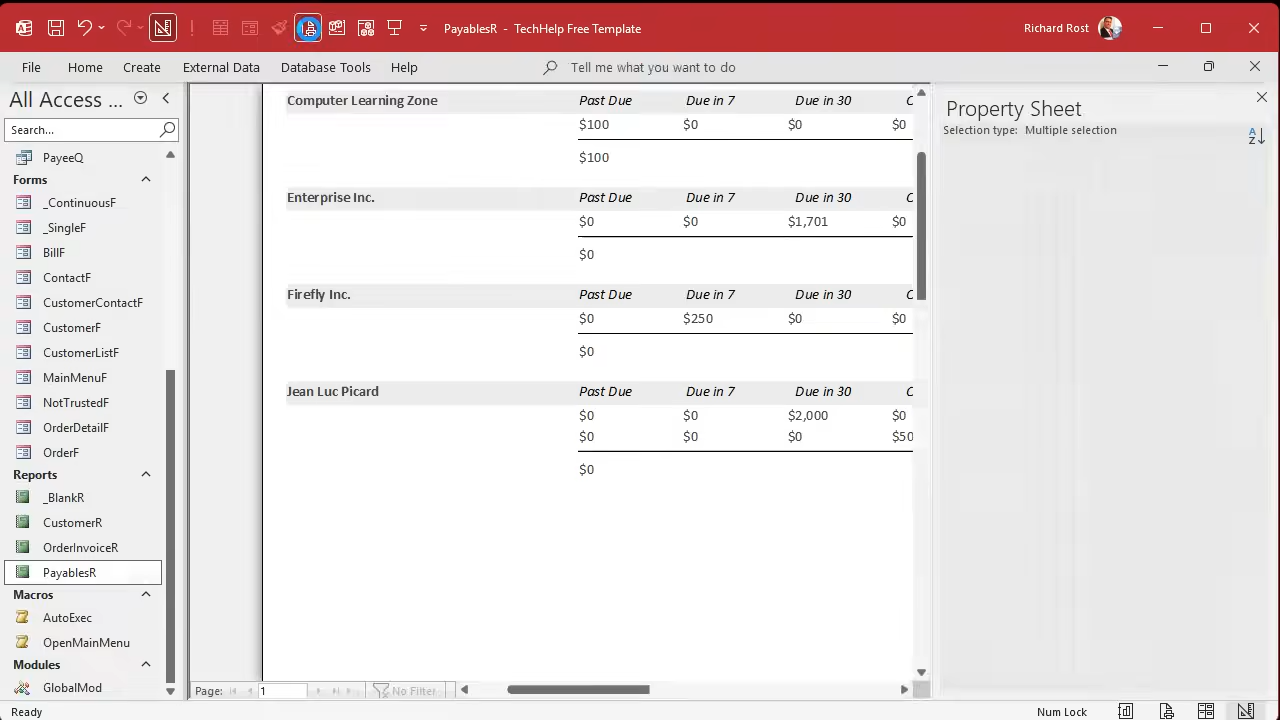 PayablesR - TechHelp Free Template
Richard Rost
File Home Create External Data Database Tools Help Tell me what you want to do
All Access ...
Search...
PayeeQ
Forms
_ContinuousF
_SingleF
BillF
ContactF
CustomerContactF
CustomerF
CustomerListF
MainMenuF
NotTrustedF
OrderDetailF
OrderF
Reports
_BlankR
CustomerR
OrderInvoiceR
PayablesR
Macros
AutoExec
OpenMainMenu
Modules
GlobalMod
Computer Learning Zone Past Due Due in 7 Due in 30 C
$100 $0 $0 $0
$100
Enterprise Inc. Past Due Due in 7 Due in 30 C
$0 $0 $1,701 $0
$0
Firefly Inc. Past Due Due in 7 Due in 30 C
$0 $250 $0 $0
$0
Jean Luc Picard Past Due Due in 7 Due in 30 C
$0 $0 $2,000 $0
$0 $0 $0 $50
$0
Page: 1 No Filter
Property Sheet
Selection type: Multiple selection
A
Z
Ready
Num Lock